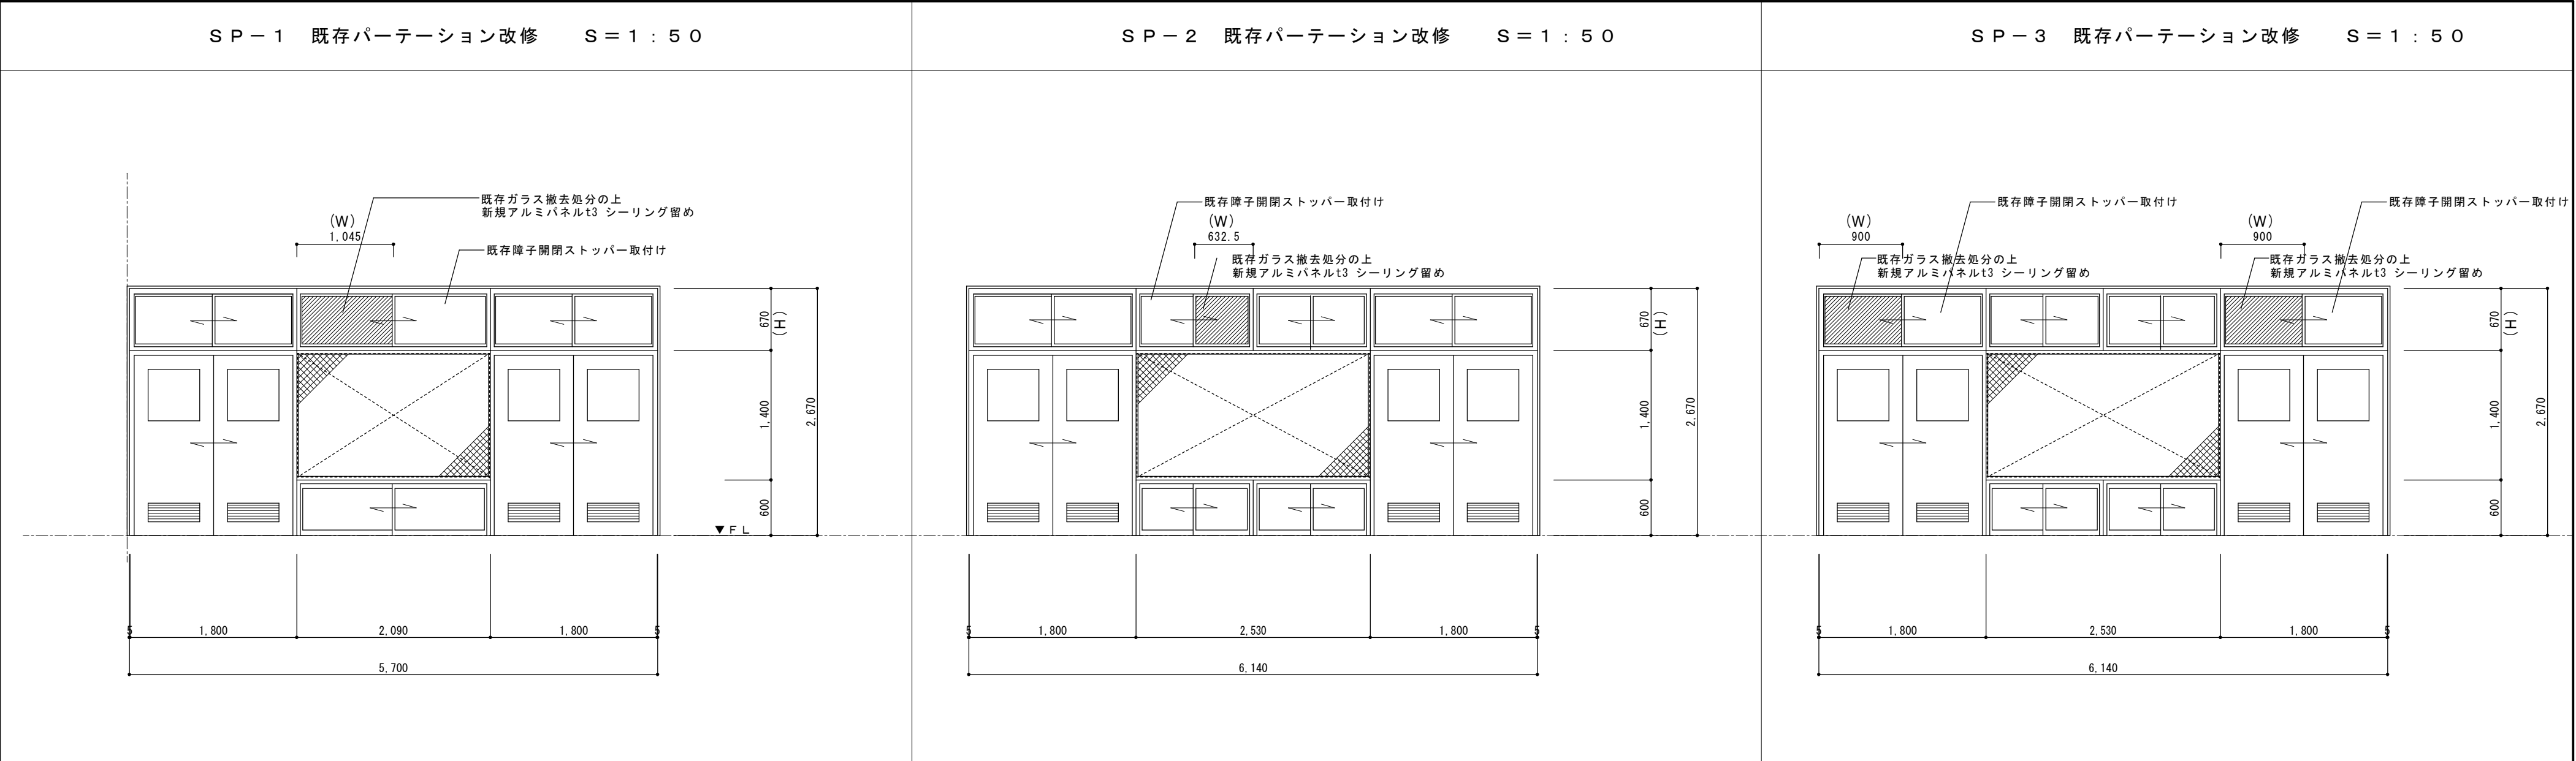 ＳＰ－１　既存パーテーション改修　　Ｓ＝１：５０
(W)
1,045
既存ガラス撤去処分の上
新規アルミパネルt3 シーリング留め
既存障子開閉ストッパー取付け
670
(H)
1,400
600
2,670
▼ＦＬ
5
1,800
2,090
1,800
5
5,700
ＳＰ－２　既存パーテーション改修　　Ｓ＝１：５０
既存障子開閉ストッパー取付け
(W)
632.5
既存ガラス撤去処分の上
新規アルミパネルt3 シーリング留め
670
(H)
1,400
600
2,670
5
1,800
2,530
1,800
5
6,140
ＳＰ－３　既存パーテーション改修　　Ｓ＝１：５０
(W)
900
既存障子開閉ストッパー取付け
既存ガラス撤去処分の上
新規アルミパネルt3 シーリング留め
(W)
900
既存障子開閉ストッパー取付け
既存ガラス撤去処分の上
新規アルミパネルt3 シーリング留め
670
(H)
1,400
600
2,670
5
1,800
2,530
1,800
5
6,140